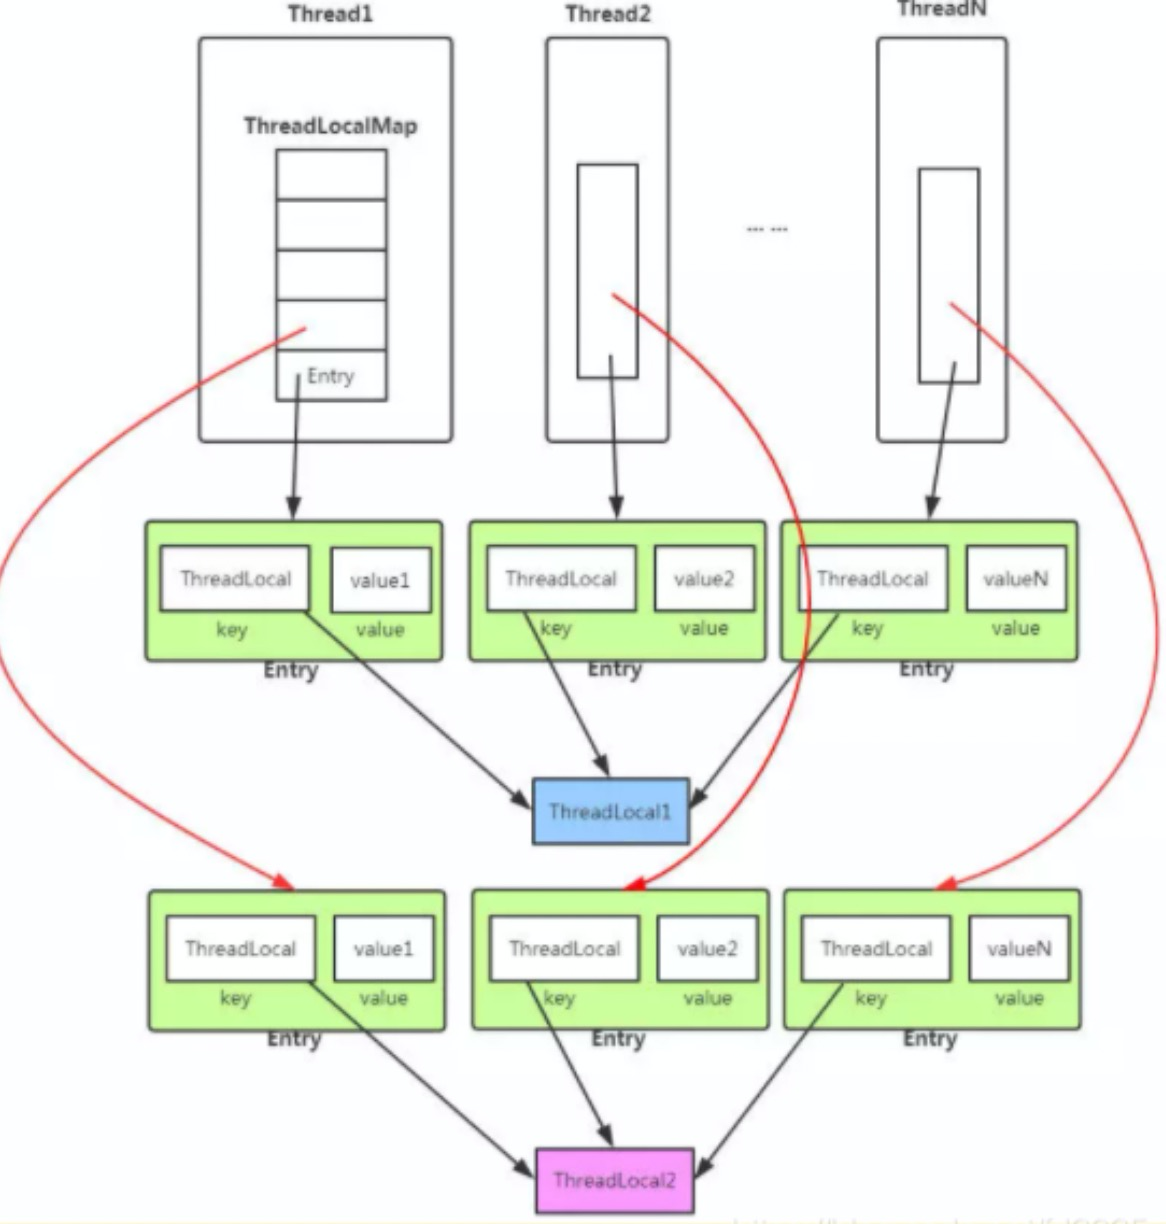 Thread1
Thread2
ThreadN
ThreadLocalMap
... ...
Entry
ThreadLocal value1
key value
Entry
ThreadLocal value2
key value
Entry
ThreadLocal valueN
key value
Entry
ThreadLocal1
ThreadLocal value1
key value
Entry
ThreadLocal value2
key value
Entry
ThreadLocal valueN
key value
Entry
ThreadLocal2